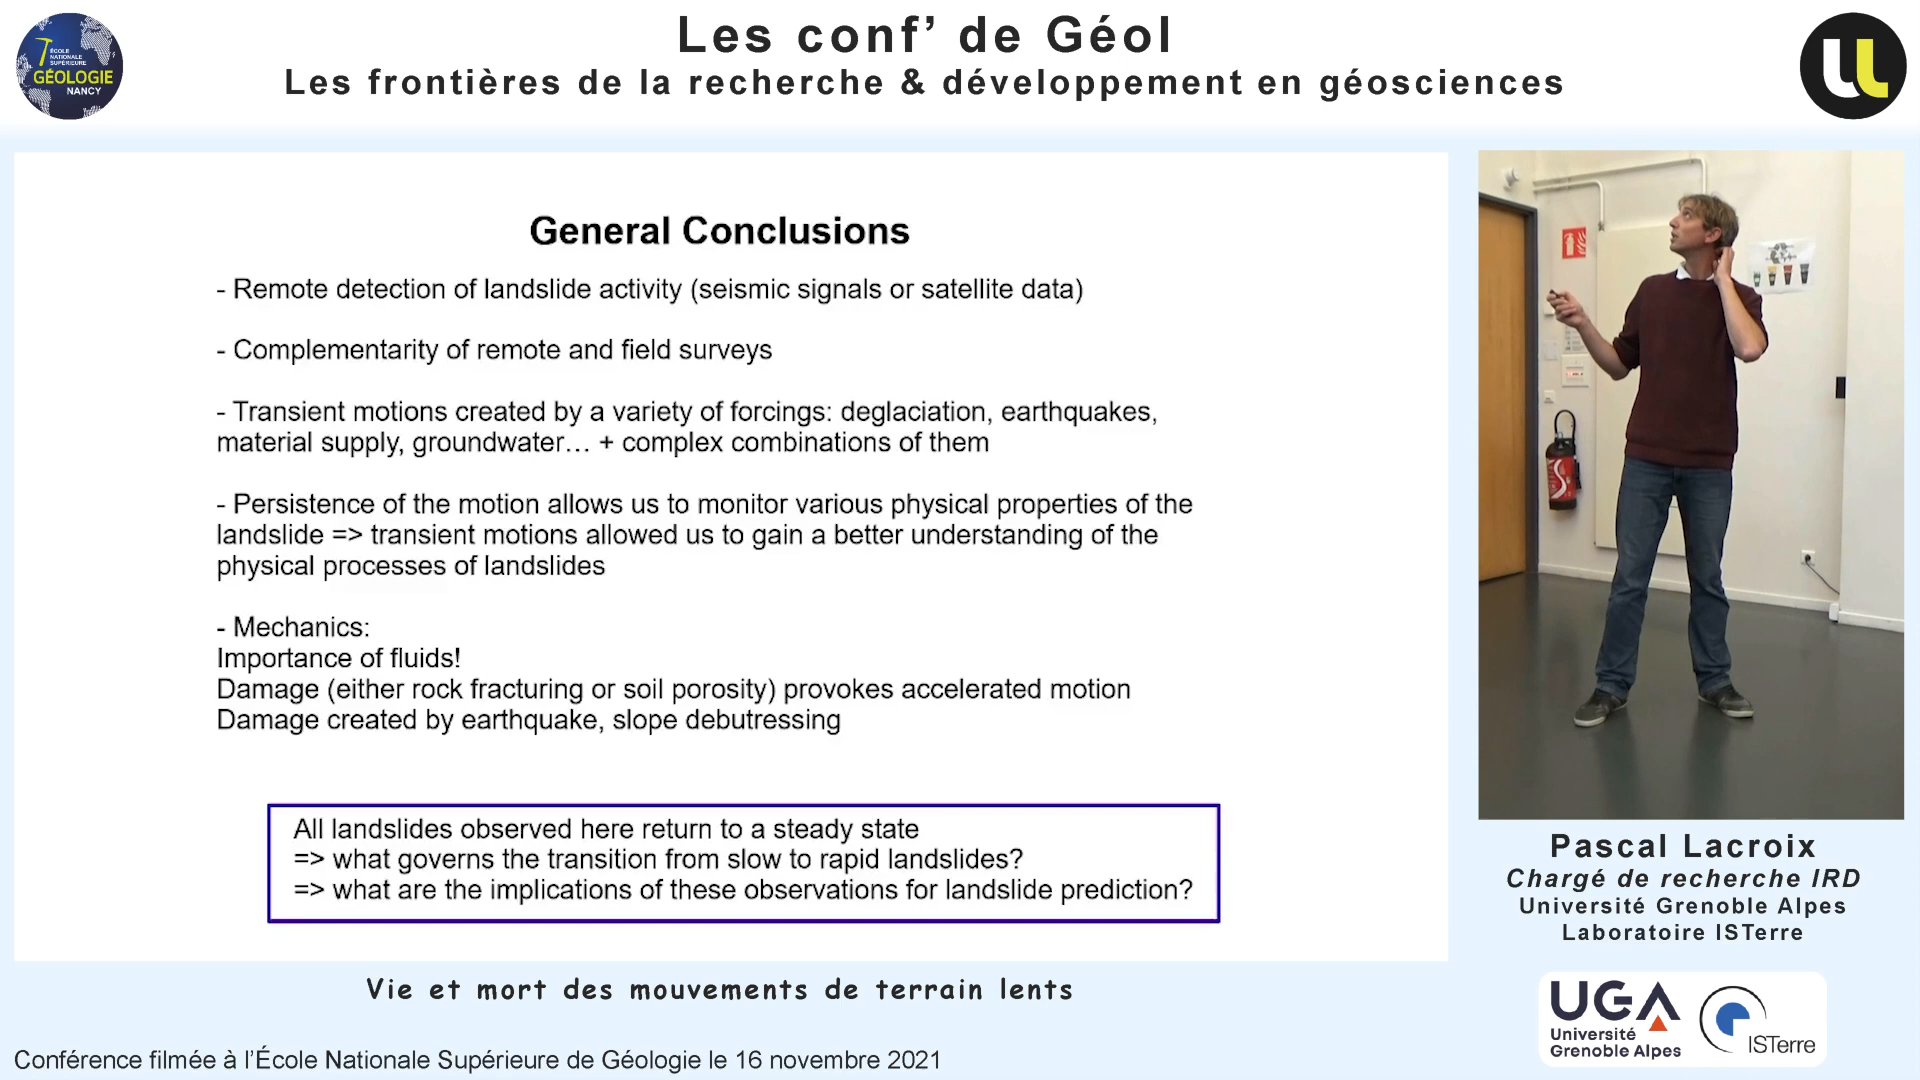 Les conf’ de Géol
Les frontières de la recherche & développement en géosciences
ÉCOLE
NATIONALE
SUPÉRIEURE
GÉOLOGIE
NANCY
General Conclusions
- Remote detection of landslide activity (seismic signals or satellite data)
- Complementarity of remote and field surveys
- Transient motions created by a variety of forcings: deglaciation, earthquakes,
material supply, groundwater… + complex combinations of them
- Persistence of the motion allows us to monitor various physical properties of the
landslide => transient motions allowed us to gain a better understanding of the
physical processes of landslides
- Mechanics:
Importance of fluids!
Damage (either rock fracturing or soil porosity) provokes accelerated motion
Damage created by earthquake, slope debutressing
All landslides observed here return to a steady state
=> what governs the transition from slow to rapid landslides?
=> what are the implications of these observations for landslide prediction?
Pascal Lacroix
Chargé de recherche IRD
Université Grenoble Alpes
Laboratoire ISTerre
Vie et mort des mouvements de terrain lents
UGA
Université
Grenoble Alpes
ISTerre
Conférence filmée à l’École Nationale Supérieure de Géologie le 16 novembre 2021